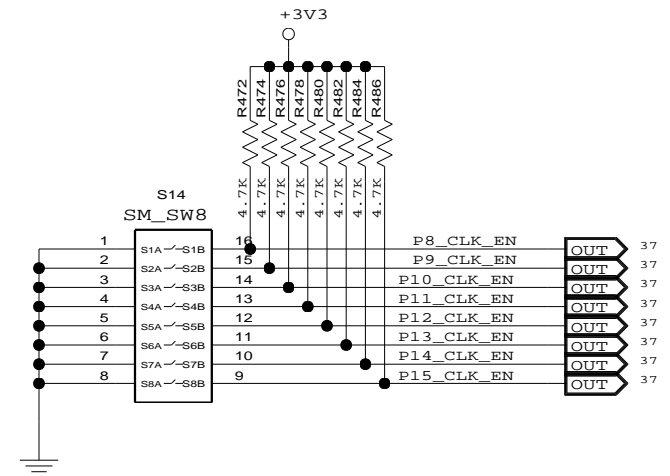 +3V3
R472
R474
R476
R478
R480
R482
R484
R486
4.7K
4.7K
4.7K
4.7K
4.7K
4.7K
4.7K
4.7K
S14
SM_SW8
1 S1A S1B 16 P8_CLK_EN OUT 37
2 S2A S2B 15 P9_CLK_EN OUT 37
3 S3A S3B 14 P10_CLK_EN OUT 37
4 S4A S4B 13 P11_CLK_EN OUT 37
5 S5A S5B 12 P12_CLK_EN OUT 37
6 S6A S6B 11 P13_CLK_EN OUT 37
7 S7A S7B 10 P14_CLK_EN OUT 37
8 S8A S8B 9 P15_CLK_EN OUT 37